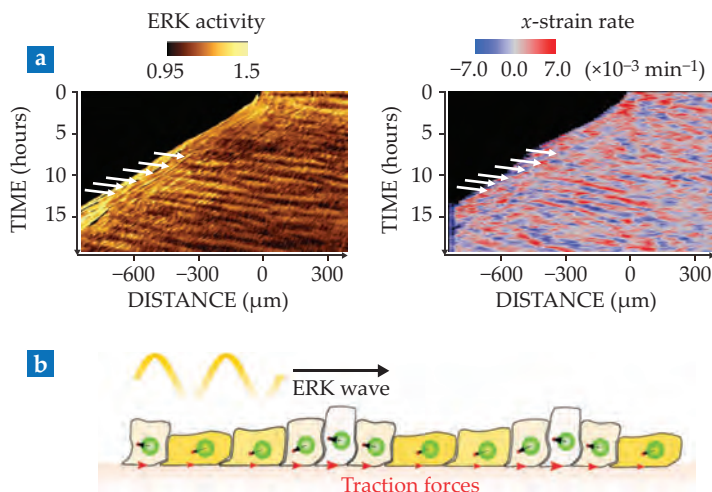 ERK activity
x-strain rate
a
0.95 1.5
−7.0 0.0 7.0 (×10⁻³ min⁻¹)
TIME (hours)
0
5
10
15
−600 −300 0 300
DISTANCE (μm)
TIME (hours)
0
5
10
15
−600 −300 0 300
DISTANCE (μm)
b
ERK wave
Traction forces